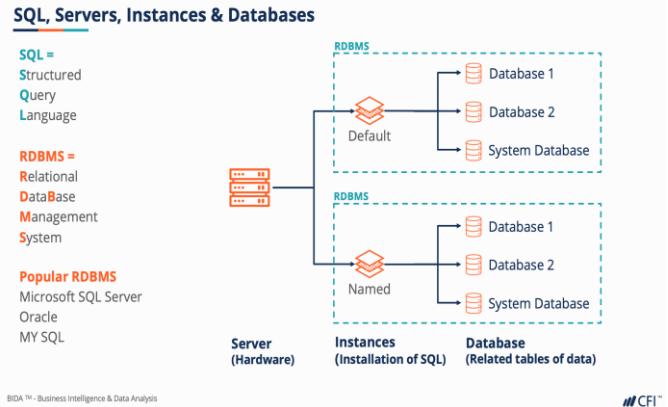 SQL, Servers, Instances & Databases
SQL =
Structured
Query
Language
RDBMS =
Relational
DataBase
Management
System
Popular RDBMS
Microsoft SQL Server
Oracle
MY SQL
RDBMS
Default
Database 1
Database 2
System Database
RDBMS
Named
Database 1
Database 2
System Database
Server
(Hardware)
Instances
(Installation of SQL)
Database
(Related tables of data)
BIDA ™ - Business Intelligence & Data Analysis
CFI™